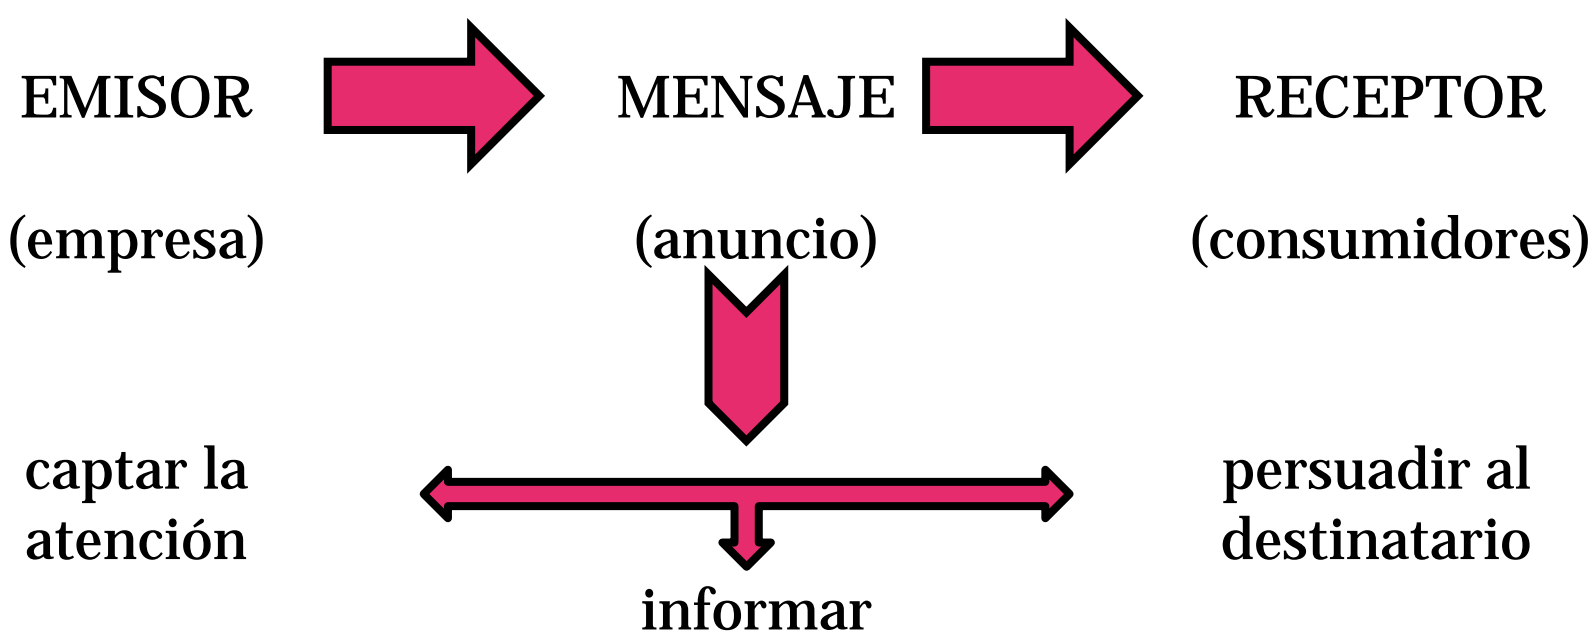 EMISOR
MENSAJE
RECEPTOR
(empresa)
(anuncio)
(consumidores)
captar la
atención
persuadir al
destinatario
informar